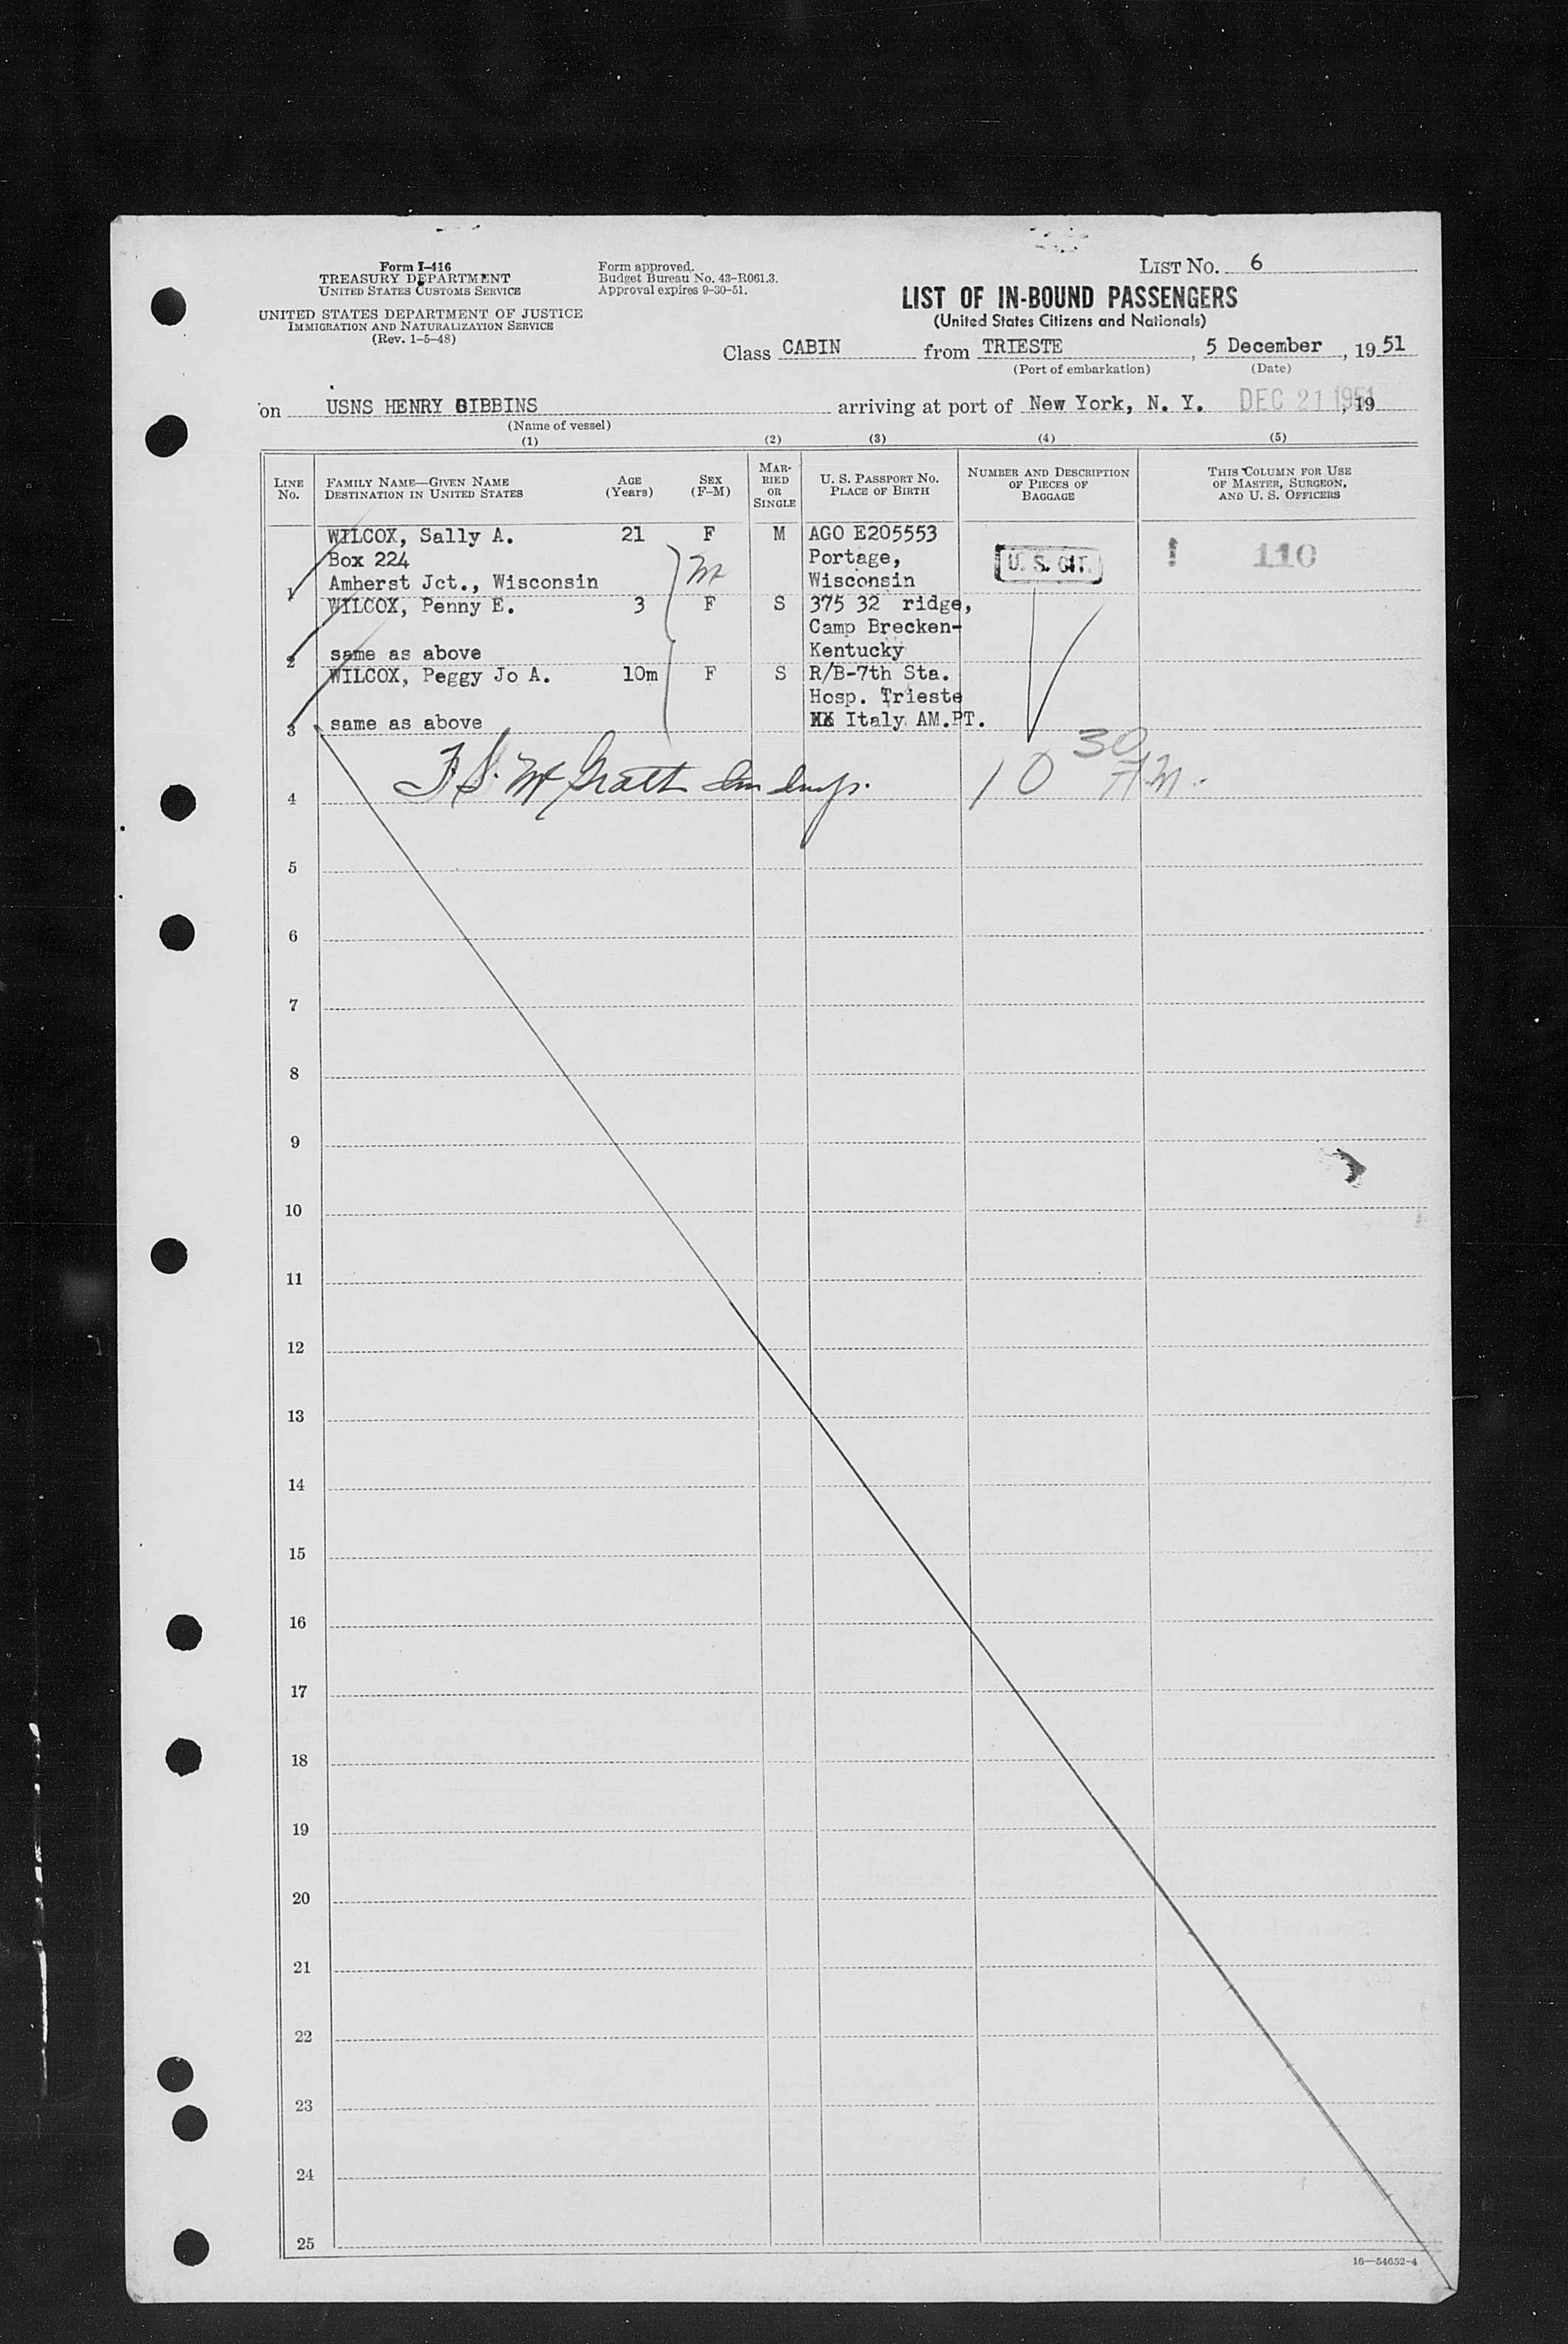 Form I-416
TREASURY DEPARTMENT
UNITED STATES CUSTOMS SERVICE
UNITED STATES DEPARTMENT OF JUSTICE
IMMIGRATION AND NATURALIZATION SERVICE
(Rev. 1-5-48)
Form approved.
Budget Bureau No. 43-R061.3.
Approval expires 9-30-51.
LIST NO. 6
LIST OF IN-BOUND PASSENGERS
(United States Citizens and Nationals)
Class CABIN from TRIESTE, 5 December, 1951
(Port of embarkation) (Date)
on USNS HENRY GIBBINS arriving at port of New York, N. Y. DEC 21 1951, 19
(Name of vessel)
(1) (2) (3) (4) (5)
LINE No. FAMILY NAME—GIVEN NAME DESTINATION IN UNITED STATES AGE (Years) SEX (F-M) MARRIED OR SINGLE U. S. PASSPORT NO. PLACE OF BIRTH NUMBER AND DESCRIPTION OF PIECES OF BAGGAGE THIS COLUMN FOR USE OF MASTER, SURGEON, AND U. S. OFFICERS
WILCOX, Sally A. 21 F M AGO E205553
Box 224 Portage, U. S. CIT. ! 110
1 Amherst Jct., Wisconsin Wisconsin
WILCOX, Penny E. 3 F S 375 32 ridge,
Camp Brecken-
2 same as above Kentucky
WILCOX, Peggy Jo A. 10m F S R/B-7th Sta.
Hosp. Trieste
3 same as above XX Italy AM.PT.
4 F S. McGrath Imm Insp. 10 30 A.M.
5
6
7
8
9
10
11
12
13
14
15
16
17
18
19
20
21
22
23
24
25
16—54652-4